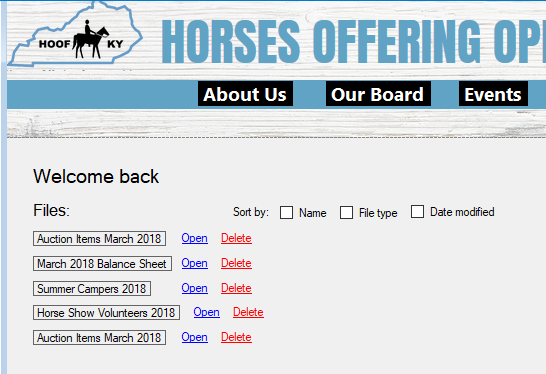 HOOF KY
HORSES OFFERING
About Us Our Board Events
Welcome back
Files: Sort by: Name File type Date modified
Auction Items March 2018 Open Delete
March 2018 Balance Sheet Open Delete
Summer Campers 2018 Open Delete
Horse Show Volunteers 2018 Open Delete
Auction Items March 2018 Open Delete